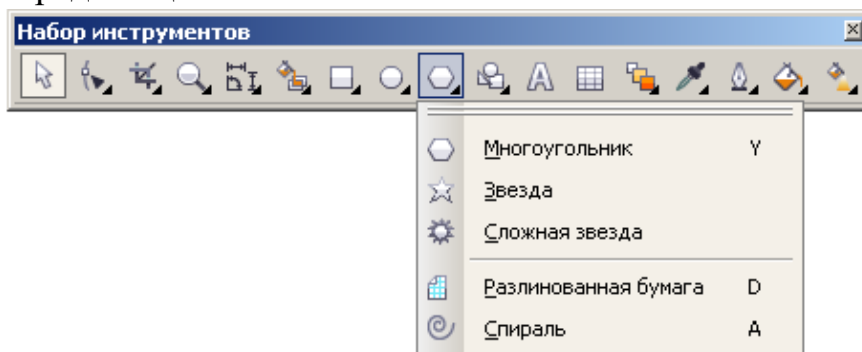 Набор инструментов
Многоугольник Y
Звезда
Сложная звезда
Разлинованная бумага D
Спираль A